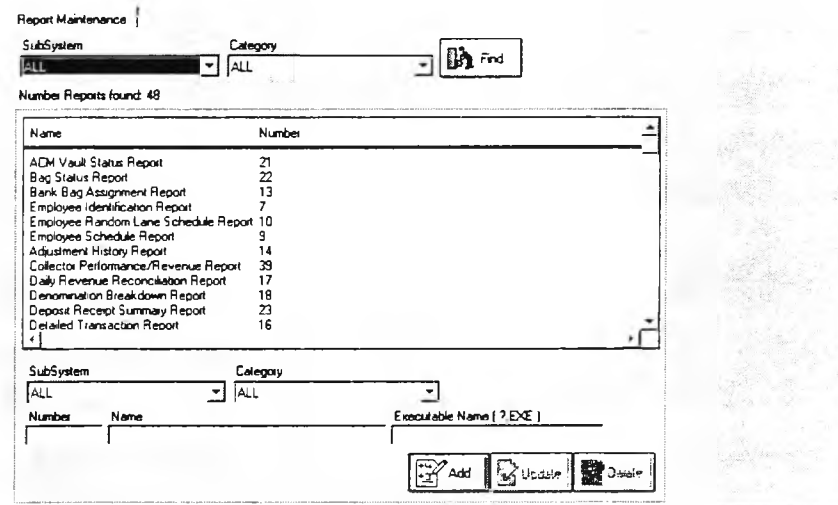 Report Maintenance
SubSystem Category
ALL ALL Find
Number Reports found: 48
Name Number
ACM Vault Status Report 21
Bag Status Report 22
Bank Bag Assignment Report 13
Employee Identification Report 7
Employee Random Lane Schedule Report 10
Employee Schedule Report 9
Adjustment History Report 14
Collector Performance/Revenue Report 39
Daily Revenue Reconciliation Report 17
Denomination Breakdown Report 18
Deposit Receipt Summary Report 23
Detailed Transaction Report 16
SubSystem Category
ALL ALL
Number Name Executable Name [ ?.EXE ]
Add Update Delete